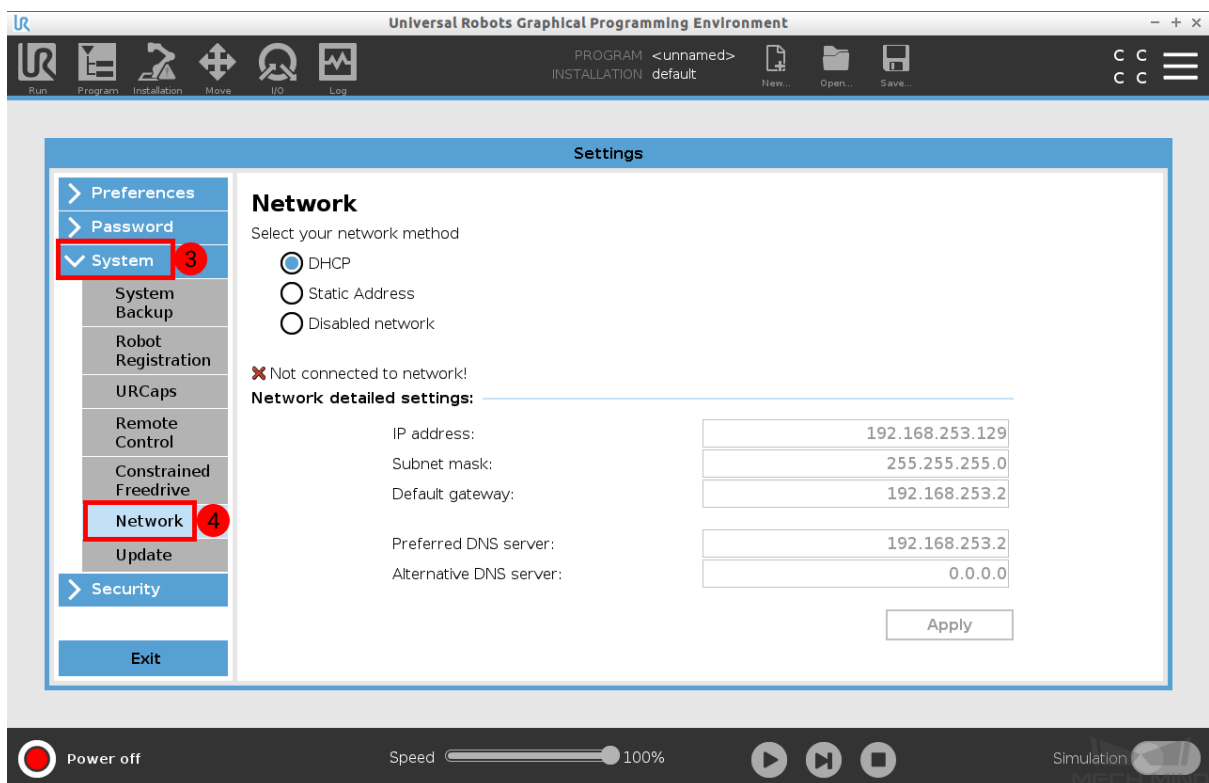 Universal Robots Graphical Programming Environment
PROGRAM <unnamed>
INSTALLATION default
Run Program Installation Move I/O Log New... Open... Save...
C C
C C
Settings
Preferences
Password
System 3
System
Backup
Robot
Registration
URCaps
Remote
Control
Constrained
Freedrive
Network 4
Update
Security
Exit
Network
Select your network method
DHCP
Static Address
Disabled network
Not connected to network!
Network detailed settings:
IP address: 192.168.253.129
Subnet mask: 255.255.255.0
Default gateway: 192.168.253.2
Preferred DNS server: 192.168.253.2
Alternative DNS server: 0.0.0.0
Apply
Power off Speed 100% Simulation
MECH MIND